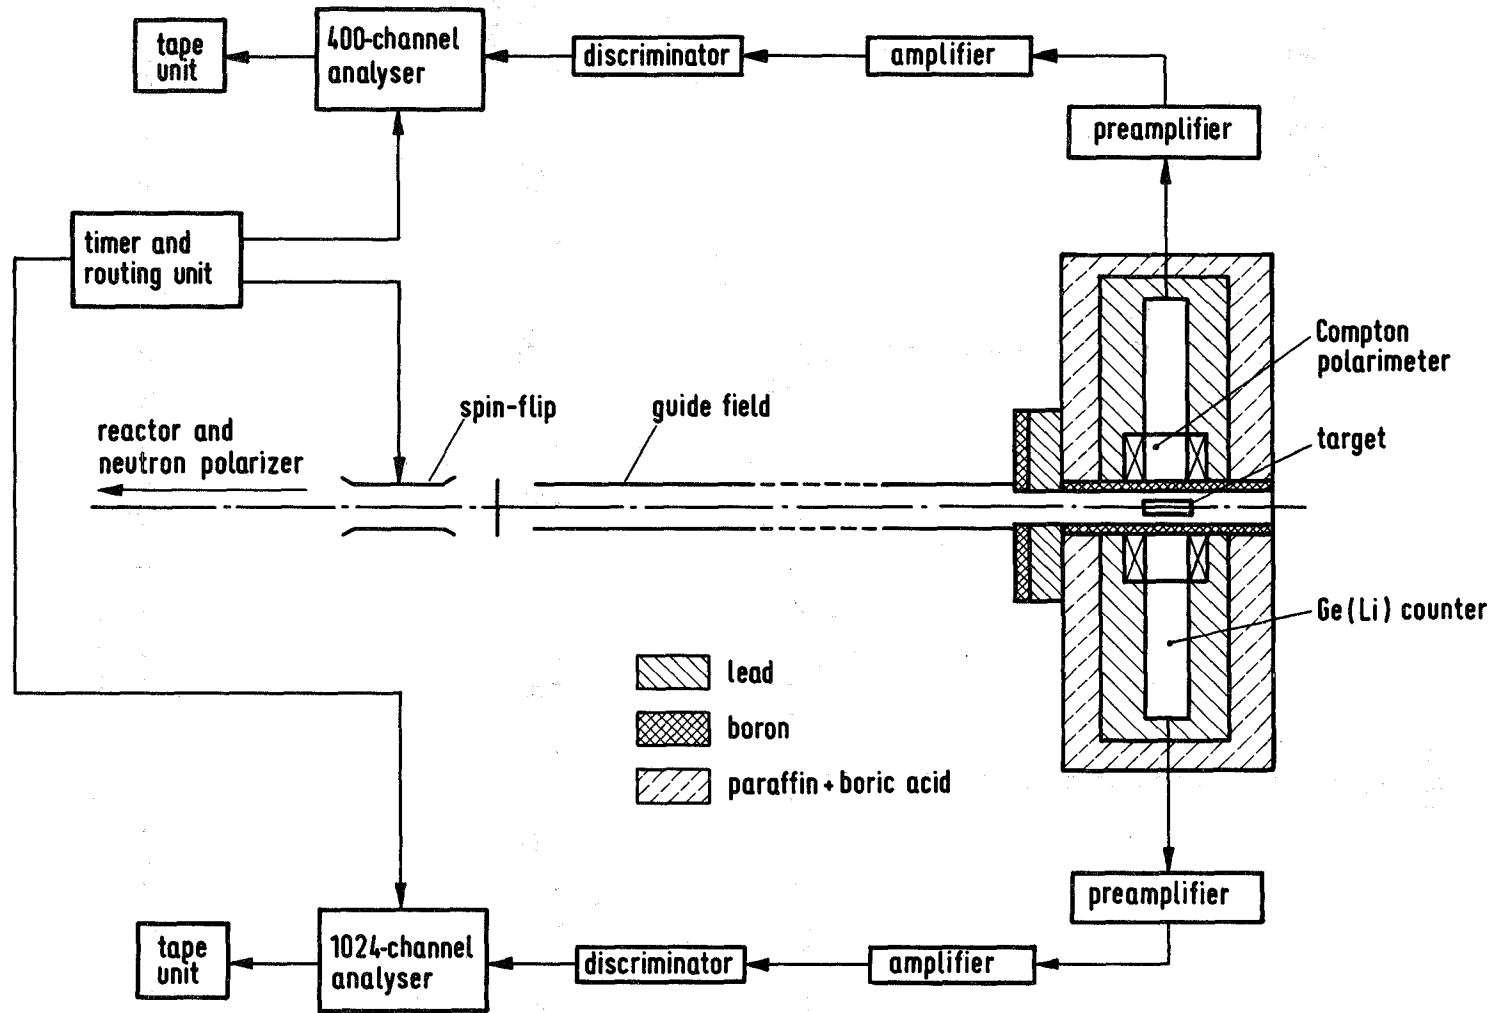 tape
unit
400-channel
analyser
discriminator
amplifier
preamplifier
timer and
routing unit
Compton
polarimeter
spin-flip
guide field
reactor and
neutron polarizer
target
Ge(Li) counter
lead
boron
paraffin+boric acid
preamplifier
tape
unit
1024-channel
analyser
discriminator
amplifier